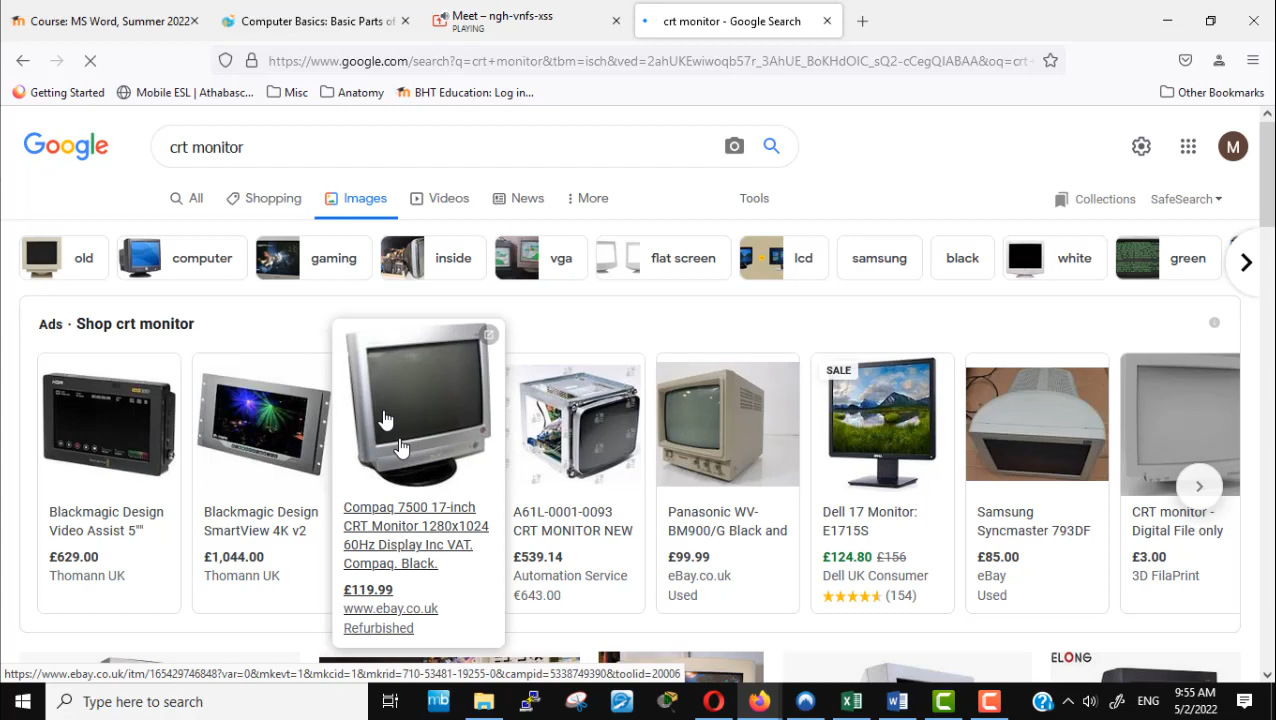 Course: MS Word, Summer 2022
Computer Basics: Basic Parts of
Meet – ngh-vnfs-xss
PLAYING
crt monitor - Google Search
https://www.google.com/search?q=crt+monitor&tbm=isch&ved=2ahUKEwiwoqb57r_3AhUE_BsKHdOIC_sQ2-cCegQIABAA&oq=crt
Getting Started
Mobile ESL | Athabasc...
Misc
Anatomy
BHT Education: Log in...
Other Bookmarks
Google
crt monitor
M
All
Shopping
Images
Videos
News
More
Tools
Collections
SafeSearch
old
computer
gaming
inside
vga
flat screen
lcd
samsung
black
white
green
Ads · Shop crt monitor
Blackmagic Design
Video Assist 5""
£629.00
Thomann UK
Blackmagic Design
SmartView 4K v2
£1,044.00
Thomann UK
Compaq 7500 17-inch
CRT Monitor 1280x1024
60Hz Display Inc VAT.
Compaq. Black.
£119.99
www.ebay.co.uk
Refurbished
A61L-0001-0093
CRT MONITOR NEW
£539.14
Automation Service
€643.00
Panasonic WV-
BM900/G Black and
£99.99
eBay.co.uk
Used
SALE
Dell 17 Monitor:
E1715S
£124.80 £156
Dell UK Consumer
(154)
Samsung
Syncmaster 793DF
£85.00
eBay
Used
CRT monitor -
Digital File only
£3.00
3D FilaPrint
ELONG
https://www.ebay.co.uk/itm/165429746848?var=0&mkevt=1&mkcid=1&mkrid=710-53481-19255-0&campid=5338749390&toolid=20006
Type here to search
mb
ENG
9:55 AM
5/2/2022